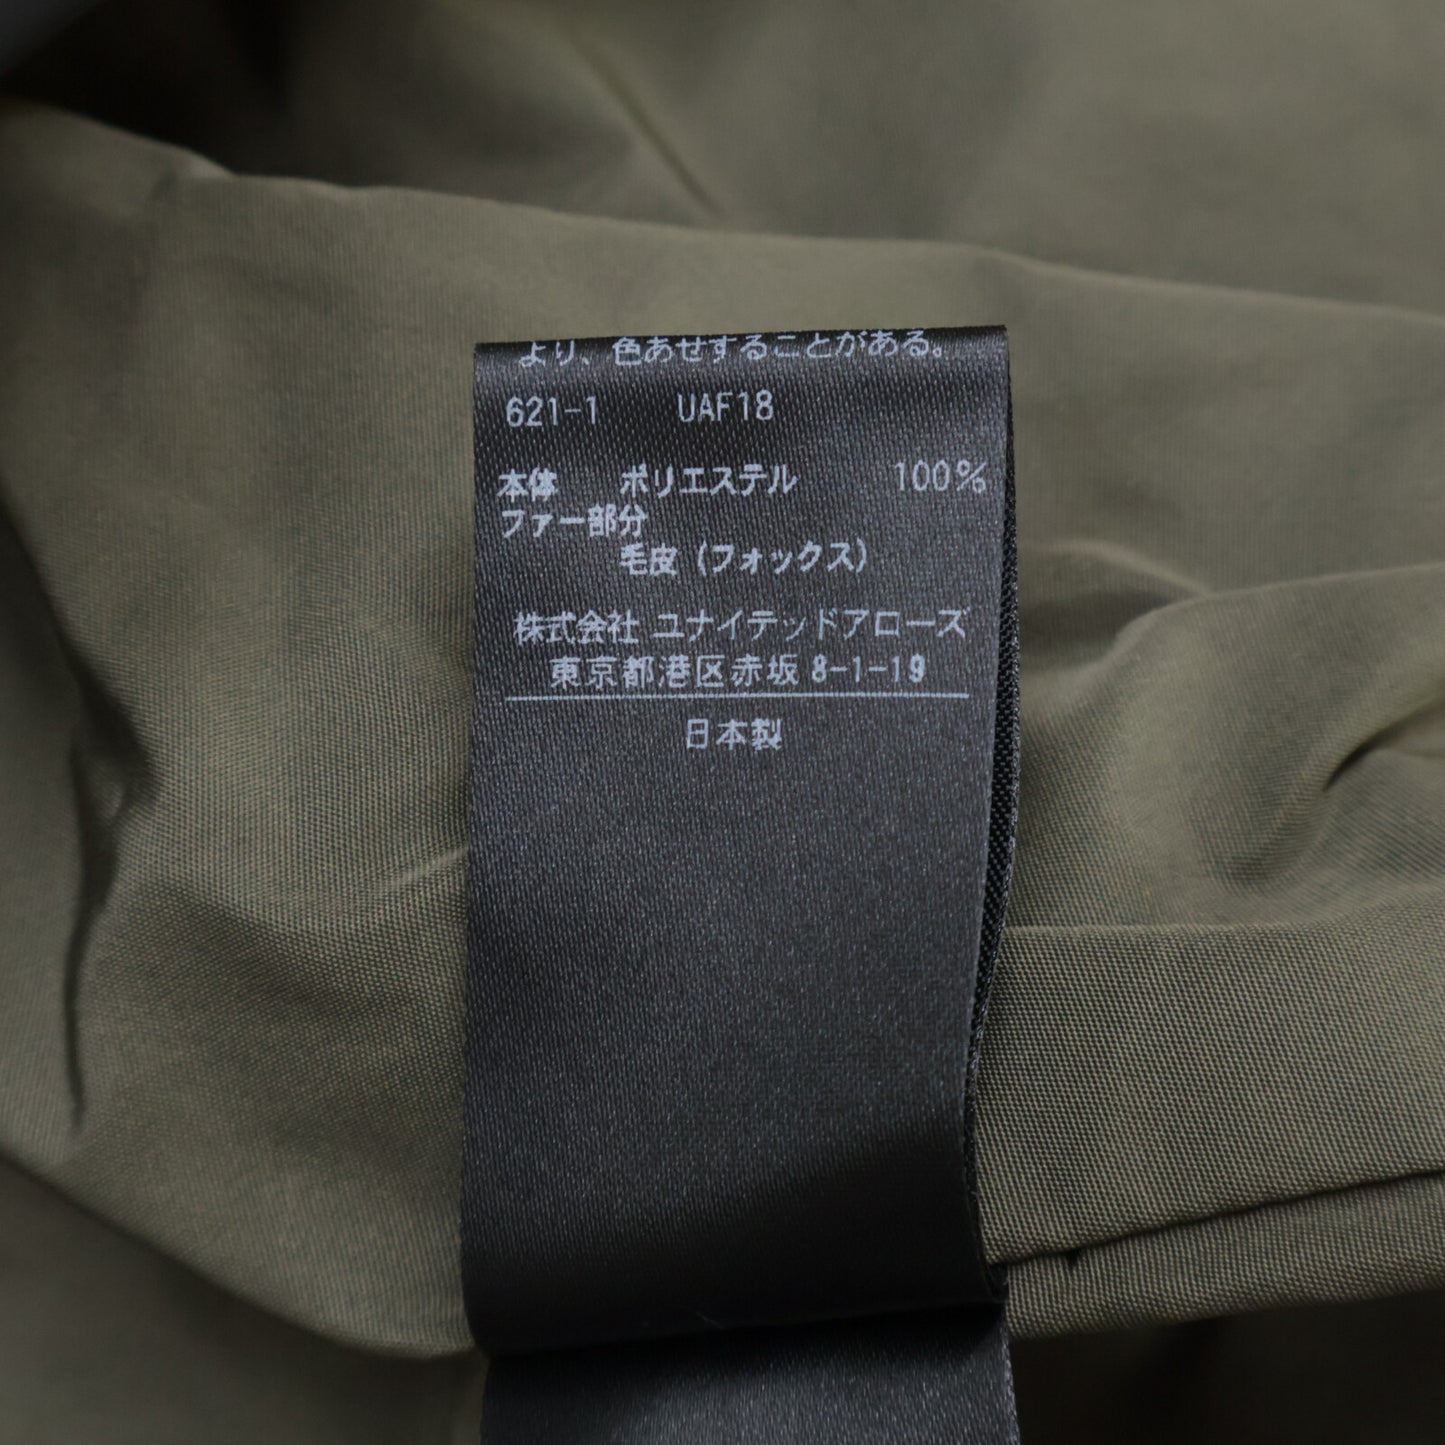 より、色あせすることがある。
621-1 UAF18
本体 ポリエステル 100%
ファー部分
毛皮(フォックス)
株式会社 ユナイテッドアローズ
東京都港区赤坂8-1-19
日本製